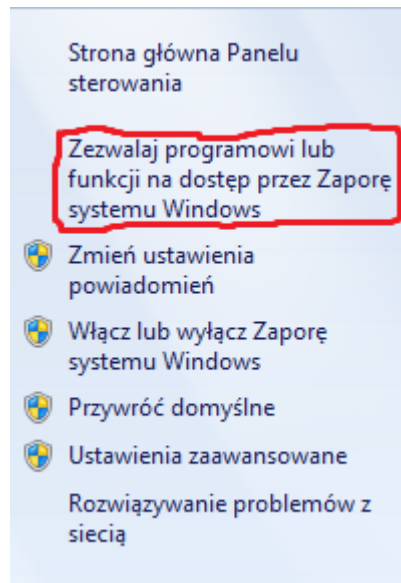 Strona główna Panelu
sterowania
Zezwalaj programowi lub
funkcji na dostęp przez Zaporę
systemu Windows
Zmień ustawienia
powiadomień
Włącz lub wyłącz Zaporę
systemu Windows
Przywróć domyślne
Ustawienia zaawansowane
Rozwiązywanie problemów z
siecią